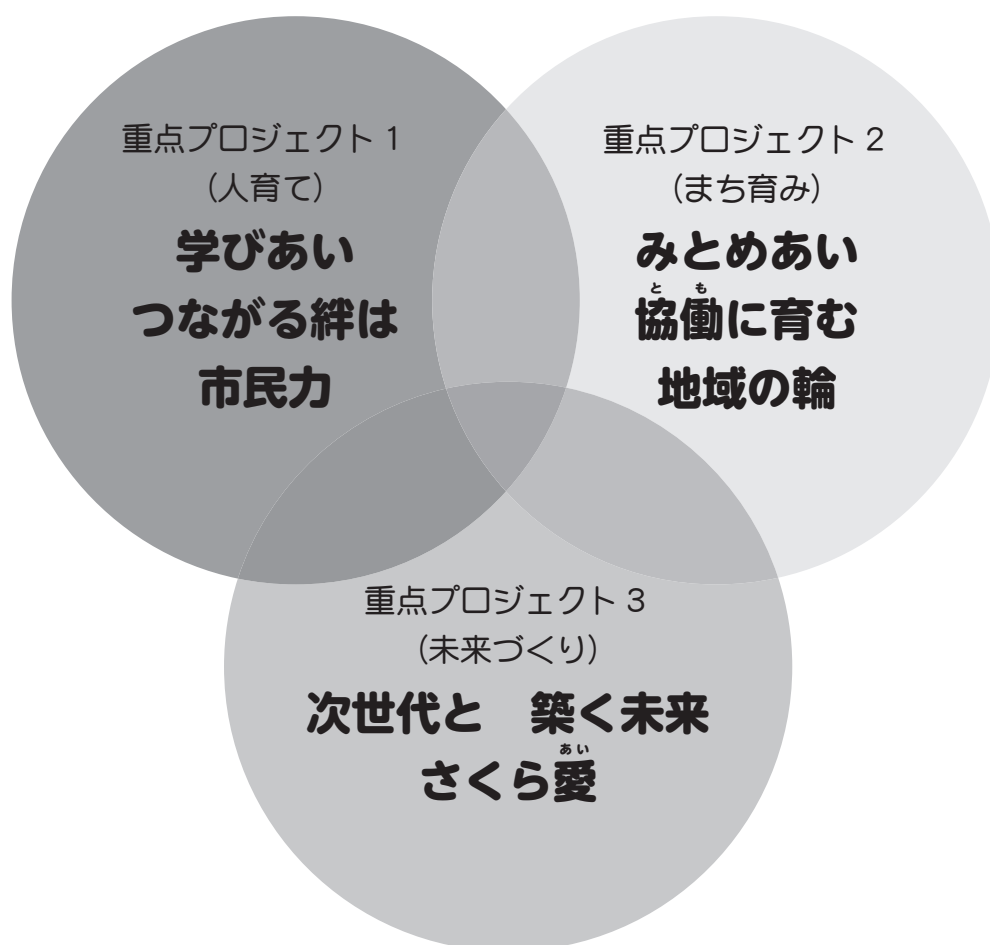 重点プロジェクト 1
(人育て)
学びあい
つながる絆は
市民力
重点プロジェクト 2
(まち育み)
みとめあい
とも
協働に育む
地域の輪
重点プロジェクト 3
(未来づくり)
次世代と　築く未来
あい
さくら愛